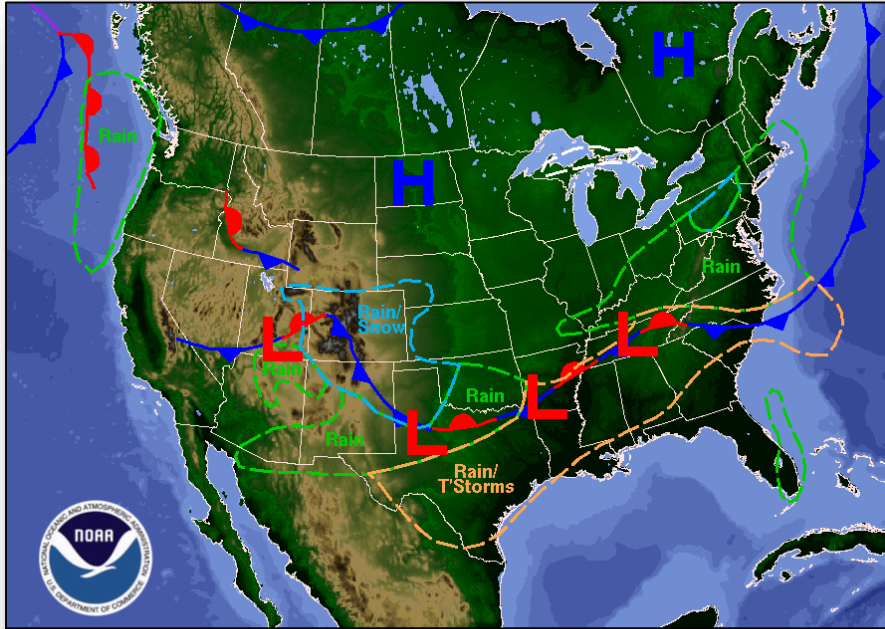 H
Rain
H
Rain
Rain/
Snow
L
L
Rain
Rain
L
Rain
L
Rain/
T'Storms
NATIONAL OCEANIC AND ATMOSPHERIC ADMINISTRATION
NOAA
U.S. DEPARTMENT OF COMMERCE